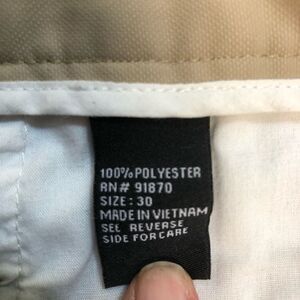 100% POLYESTER
RN# 91870
SIZE: 30
MADE IN VIETNAM
SEE REVERSE
SIDE FOR CARE